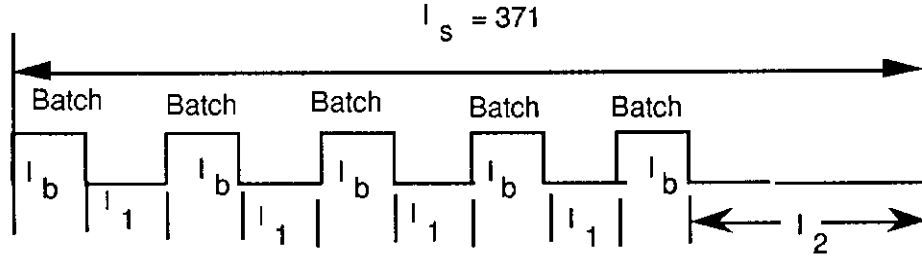 l s = 371
Batch Batch Batch Batch Batch
l b l b l b l b l b
l 1 l 1 l 1 l 1 l 2